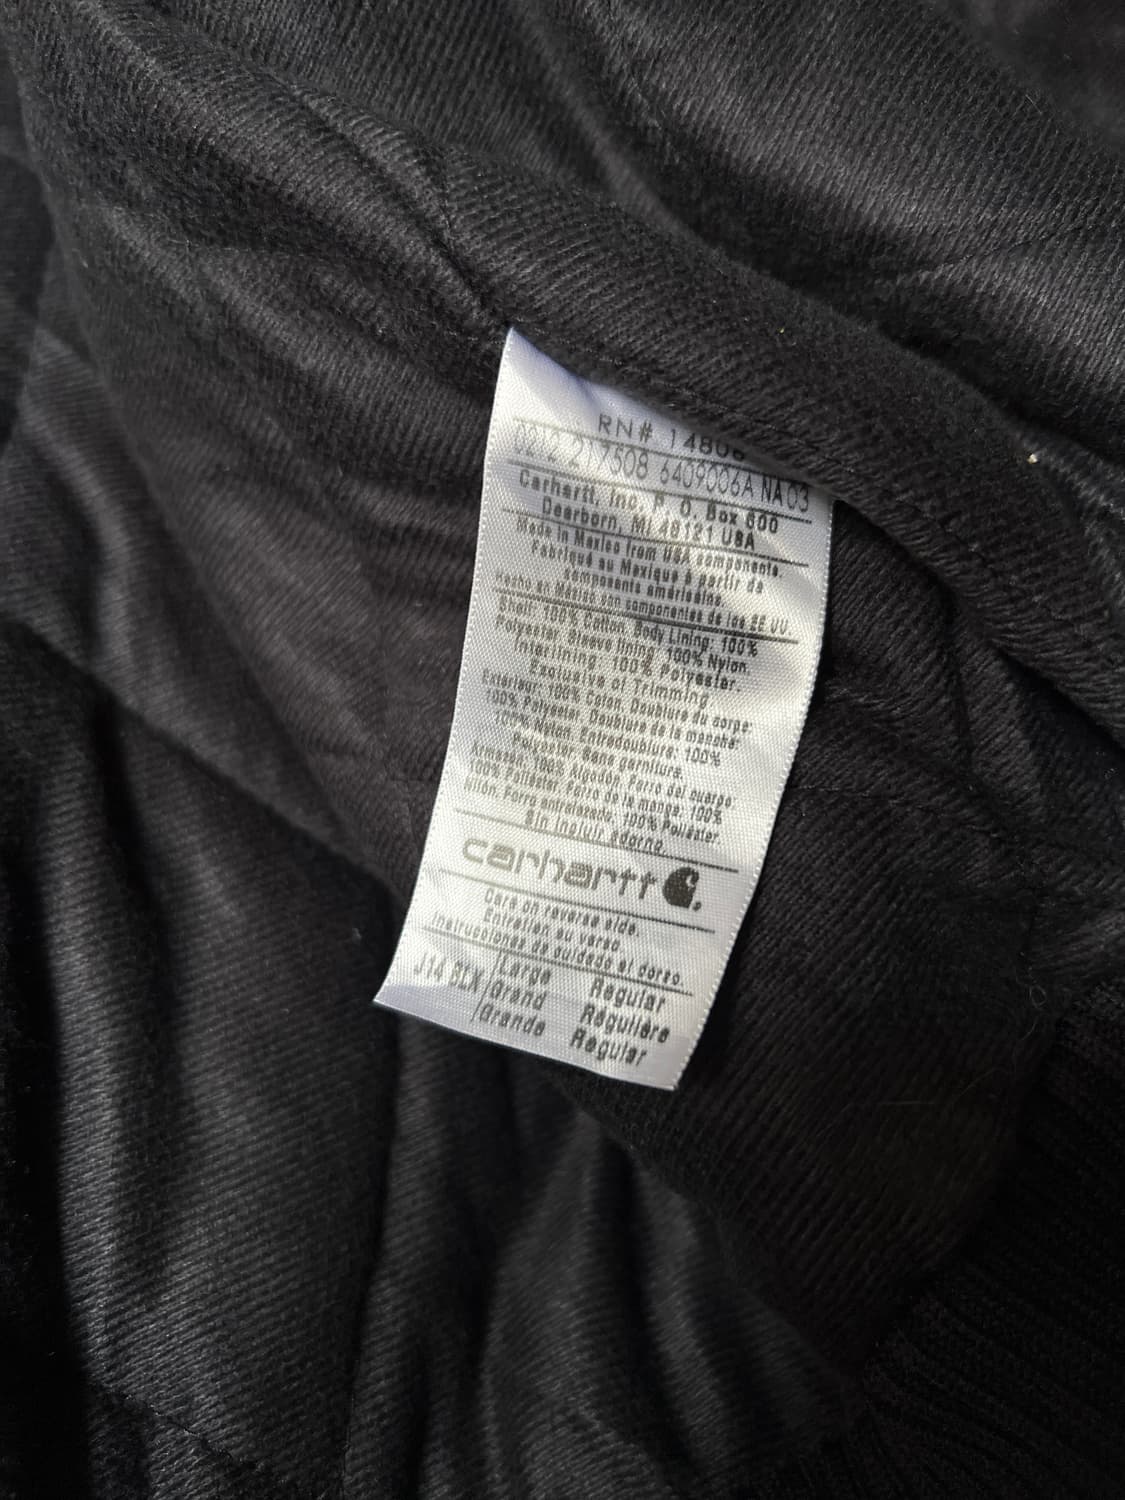 RN# 14806
0212 217508 6409006A NA 03
Carhartt, Inc. P. O. Box 600
Dearborn, MI 48121 USA
Made in Mexico from USA components.
Fabriqué au Mexique à partir de
composants américains.
Hecho en México con componentes de los EE UU.
Shell: 100% Cotton, Body Lining: 100%
Polyester, Sleeve lining: 100% Nylon,
Interlining: 100% Polyester.
Exclusive of Trimming
Exterieur: 100% Coton, Doublure du corps:
100% Polyester, Doublure de la manche:
100% Nylon, Entredoublure: 100%
Polyester, Sans garniture.
100% Algodón, Forro del cuerpo:
100% Poliéster, Forro de la manga: 100%
Nilón, Forro entretelado: 100% Poliéster.
Sin incluir adorno
carhartt
Care on reverse side.
Entretien au verso.
Instrucciones de cuidado al dorso.
J14 BLK Large Regular
Grand Régulière
Grande Regular